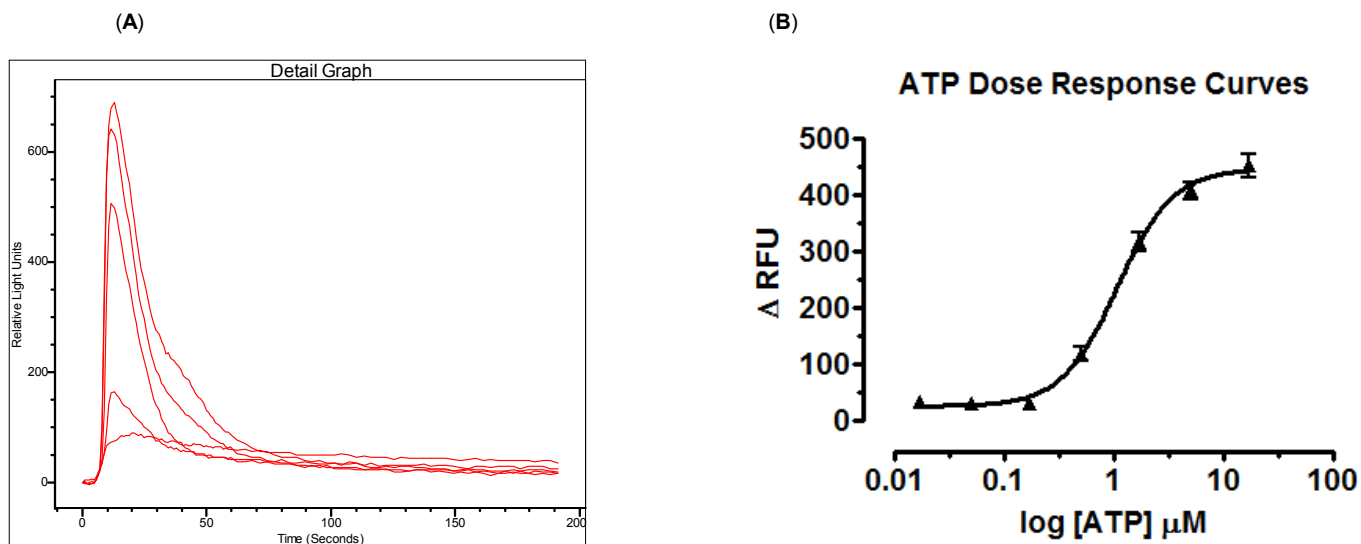 (A)
Detail Graph
Relative Light Units
600
400
200
0
0
50
100
150
200
Time (Seconds)
(B)
ATP Dose Response Curves
Δ RFU
500
400
300
200
100
0
0.01
0.1
1
10
100
log [ATP] μM